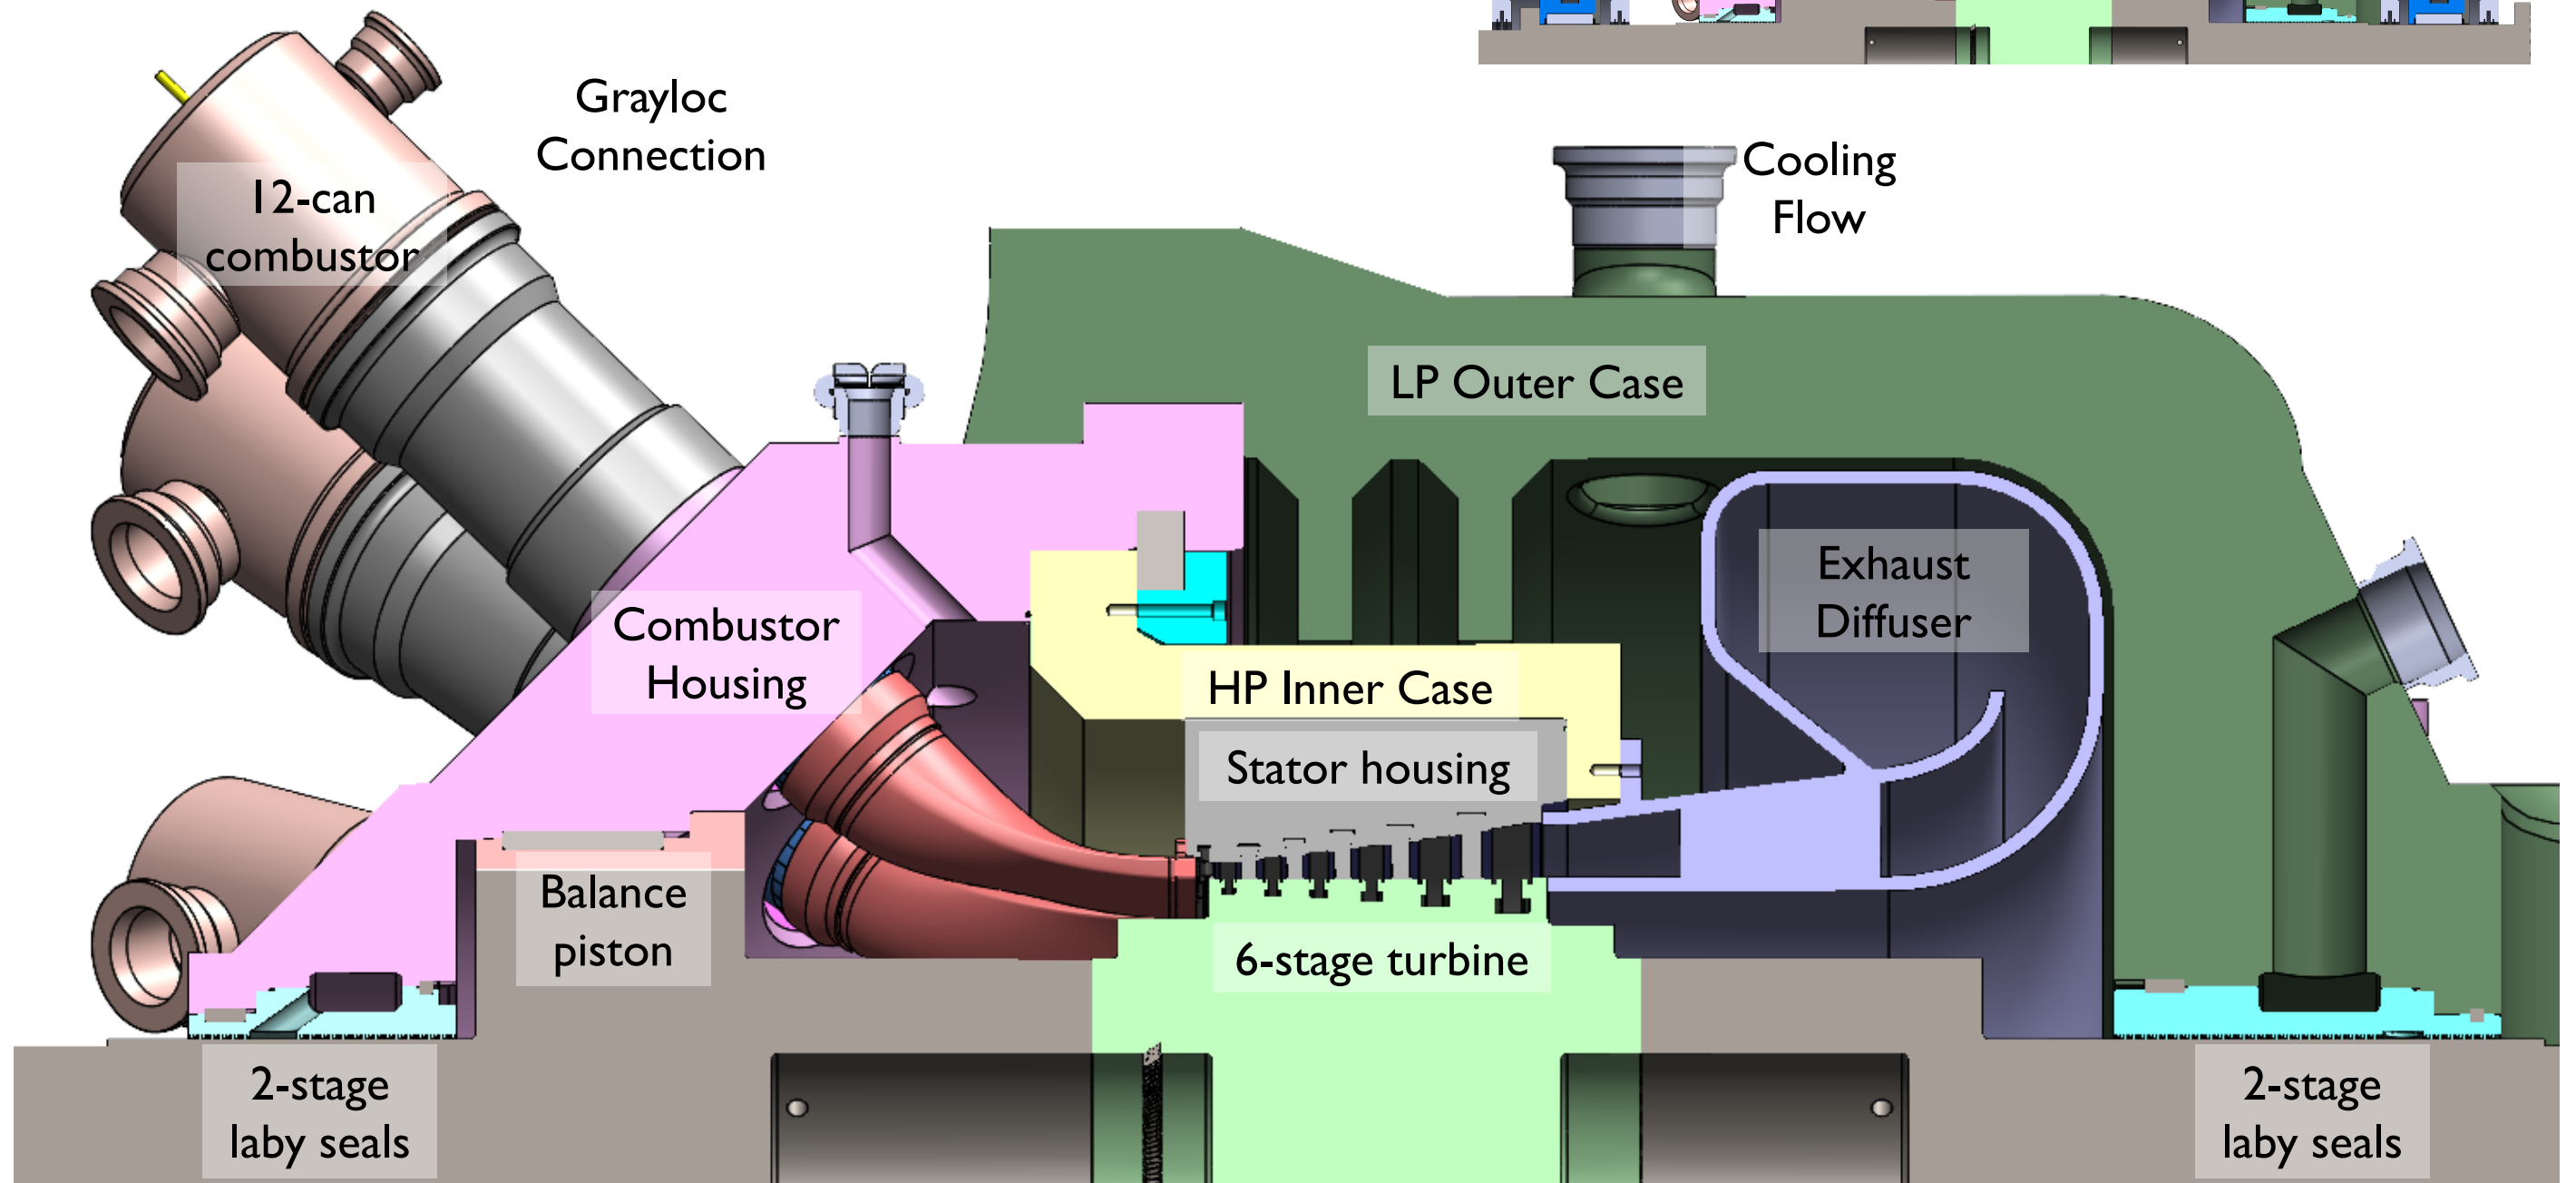 Grayloc
Connection
12-can
combustor
Cooling
Flow
LP Outer Case
Exhaust
Diffuser
Combustor
Housing
HP Inner Case
Stator housing
Balance
piston
6-stage turbine
2-stage
laby seals
2-stage
laby seals